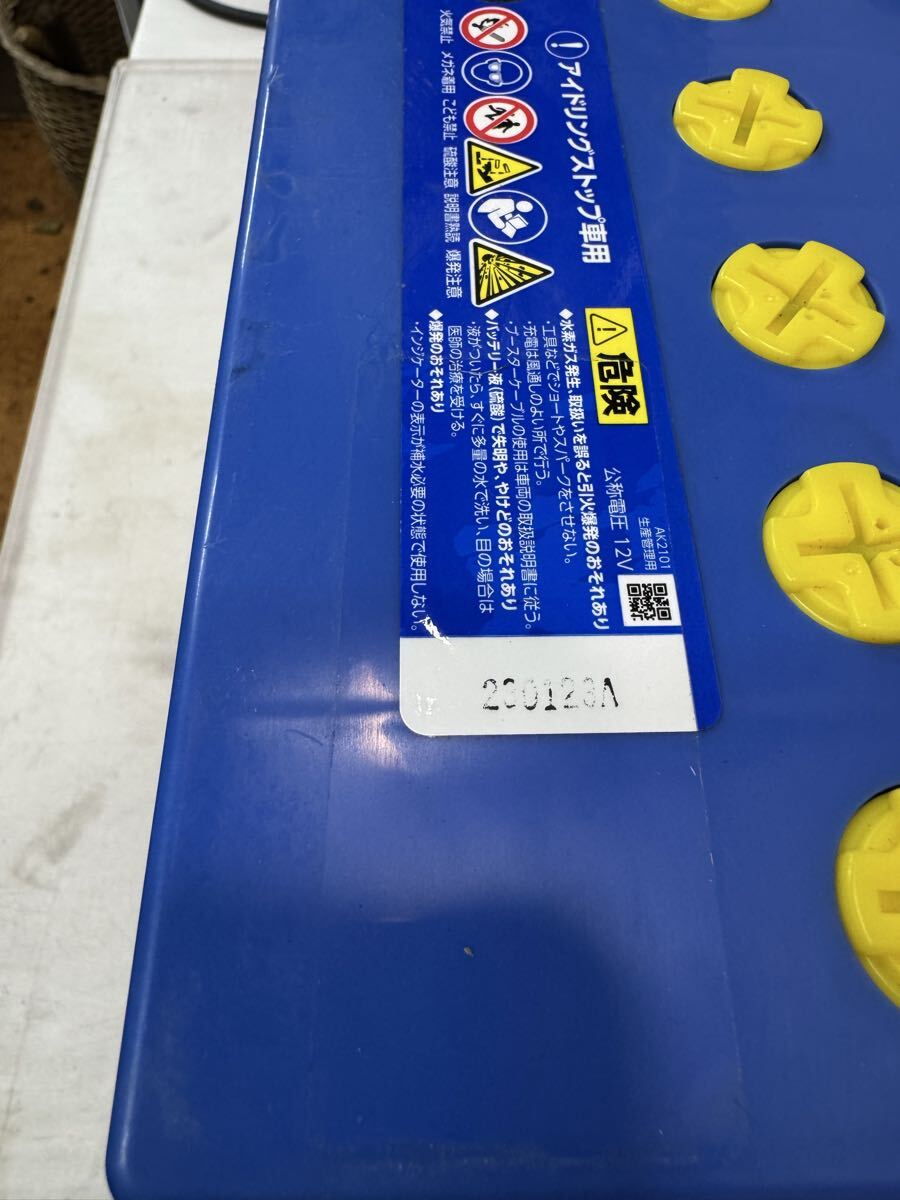 アイドリングストップ車用
火気禁止 メガネ着用 こども禁止 硫酸注意 説明書熟読 爆発注意
危険
公称電圧 12V
AK2101
生産管理用
◆水素ガス発生、取扱いを誤ると引火爆発のおそれあり
・工具などでショートやスパークをさせない。
・充電は風通しのよい所で行う。
・ブースターケーブルの使用は車両の取扱説明書に従う。
◆バッテリー液(硫酸)で失明や、やけどのおそれあり
・液がついたら、すぐに多量の水で洗い、目の場合は
医師の治療を受ける。
◆爆発のおそれあり
・インジケーターの表示が補水必要の状態で使用しない。
230123A